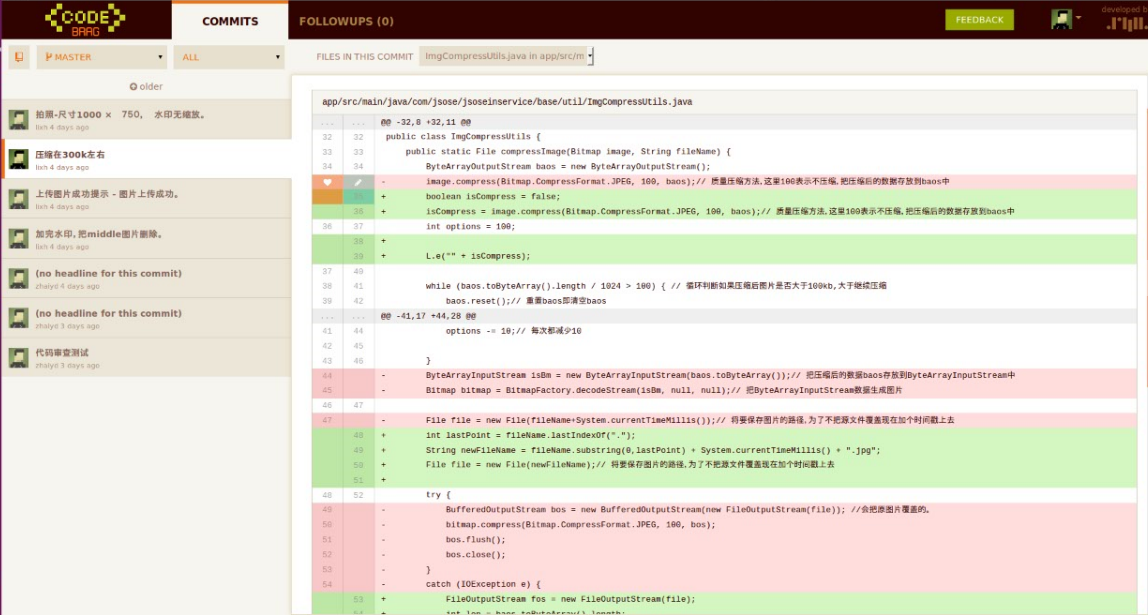 CODE
BRAG
COMMITS
FOLLOWUPS (0)
FEEDBACK
developed b
MASTER
ALL
older
拍照-尺寸1000 × 750, 水印无缩放。
lixh 4 days ago
压缩在300k左右
lixh 4 days ago
上传图片成功提示 - 图片上传成功。
lixh 4 days ago
加完水印,把middle图片删除。
lixh 4 days ago
(no headline for this commit)
zhaiyd 4 days ago
(no headline for this commit)
zhaiyd 3 days ago
代码审查测试
zhaiyd 3 days ago
FILES IN THIS COMMIT ImgCompressUtils.java in app/src/m
app/src/main/java/com/jsose/jsoseinservice/base/util/ImgCompressUtils.java
... ... @@ -32,8 +32,11 @@
32 32 public class ImgCompressUtils {
33 33 public static File compressImage(Bitmap image, String fileName) {
34 34 ByteArrayOutputStream baos = new ByteArrayOutputStream();
- image.compress(Bitmap.CompressFormat.JPEG, 100, baos);// 质量压缩方法,这里100表示不压缩,把压缩后的数据存放到baos中
35 + boolean isCompress = false;
36 + isCompress = image.compress(Bitmap.CompressFormat.JPEG, 100, baos);// 质量压缩方法,这里100表示不压缩,把压缩后的数据存放到baos中
36 37 int options = 100;
38 +
39 + L.e("" + isCompress);
37 40
38 41 while (baos.toByteArray().length / 1024 > 100) { // 循环判断如果压缩后图片是否大于100kb,大于继续压缩
39 42 baos.reset();// 重置baos即清空baos
... ... @@ -41,17 +44,28 @@
41 44 options -= 10;// 每次都减少10
42 45
43 46 }
44 - ByteArrayInputStream isBm = new ByteArrayInputStream(baos.toByteArray());// 把压缩后的数据baos存放到ByteArrayInputStream中
45 - Bitmap bitmap = BitmapFactory.decodeStream(isBm, null, null);// 把ByteArrayInputStream数据生成图片
46 47
47 - File file = new File(fileName+System.currentTimeMillis());// 将要保存图片的路径,为了不把源文件覆盖现在加个时间戳上去
48 + int lastPoint = fileName.lastIndexOf(".");
49 + String newFileName = fileName.substring(0,lastPoint) + System.currentTimeMillis() + ".jpg";
50 + File file = new File(newFileName);// 将要保存图片的路径,为了不把源文件覆盖现在加个时间戳上去
51 +
48 52 try {
49 - BufferedOutputStream bos = new BufferedOutputStream(new FileOutputStream(file)); //会把原图片覆盖的。
50 - bitmap.compress(Bitmap.CompressFormat.JPEG, 100, bos);
51 - bos.flush();
52 - bos.close();
53 - }
54 - catch (IOException e) {
53 + FileOutputStream fos = new FileOutputStream(file);
54 + int len = baos.toByteArray().length;